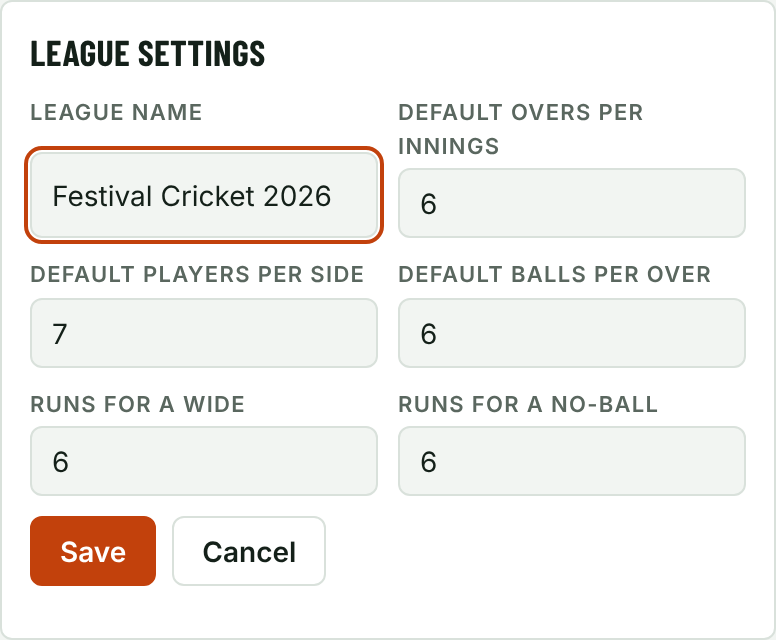 LEAGUE SETTINGS
LEAGUE NAME
Festival Cricket 2026
DEFAULT OVERS PER
INNINGS
6
DEFAULT PLAYERS PER SIDE
7
DEFAULT BALLS PER OVER
6
RUNS FOR A WIDE
6
RUNS FOR A NO-BALL
6
Save
Cancel